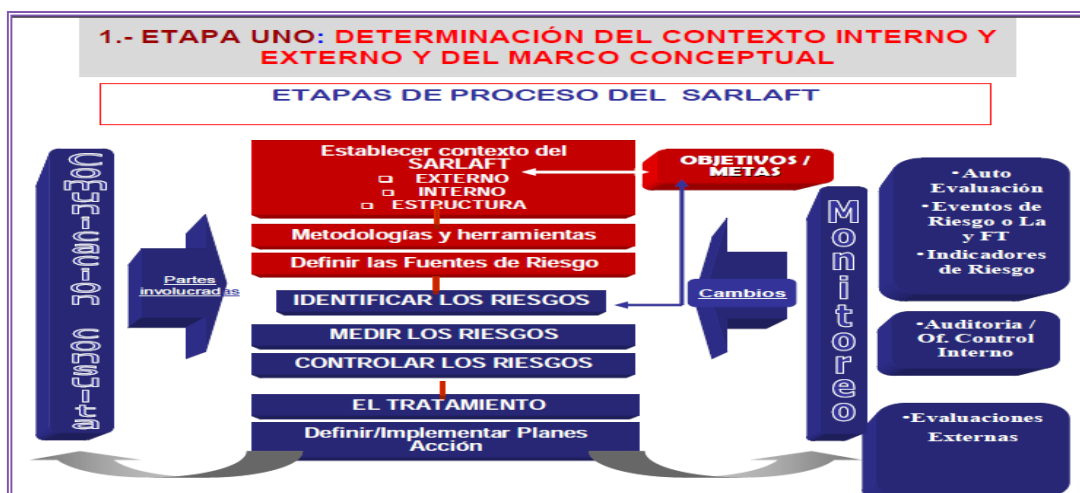 1.- ETAPA UNO: DETERMINACIÓN DEL CONTEXTO INTERNO Y
EXTERNO Y DEL MARCO CONCEPTUAL
ETAPAS DE PROCESO DEL SARLAFT
Comunicación Consulta
Partes
involucradas
Establecer contexto del
SARLAFT
EXTERNO
INTERNO
ESTRUCTURA
Metodologías y herramientas
Definir las Fuentes de Riesgo
IDENTIFICAR LOS RIESGOS
MEDIR LOS RIESGOS
CONTROLAR LOS RIESGOS
EL TRATAMIENTO
Definir/Implementar Planes
Acción
OBJETIVOS /
METAS
Cambios
Monitoreo
•Auto
Evaluación
•Eventos de
Riesgo o La
y FT
•Indicadores
de Riesgo
•Auditoria /
Of. Control
Interno
•Evaluaciones
Externas